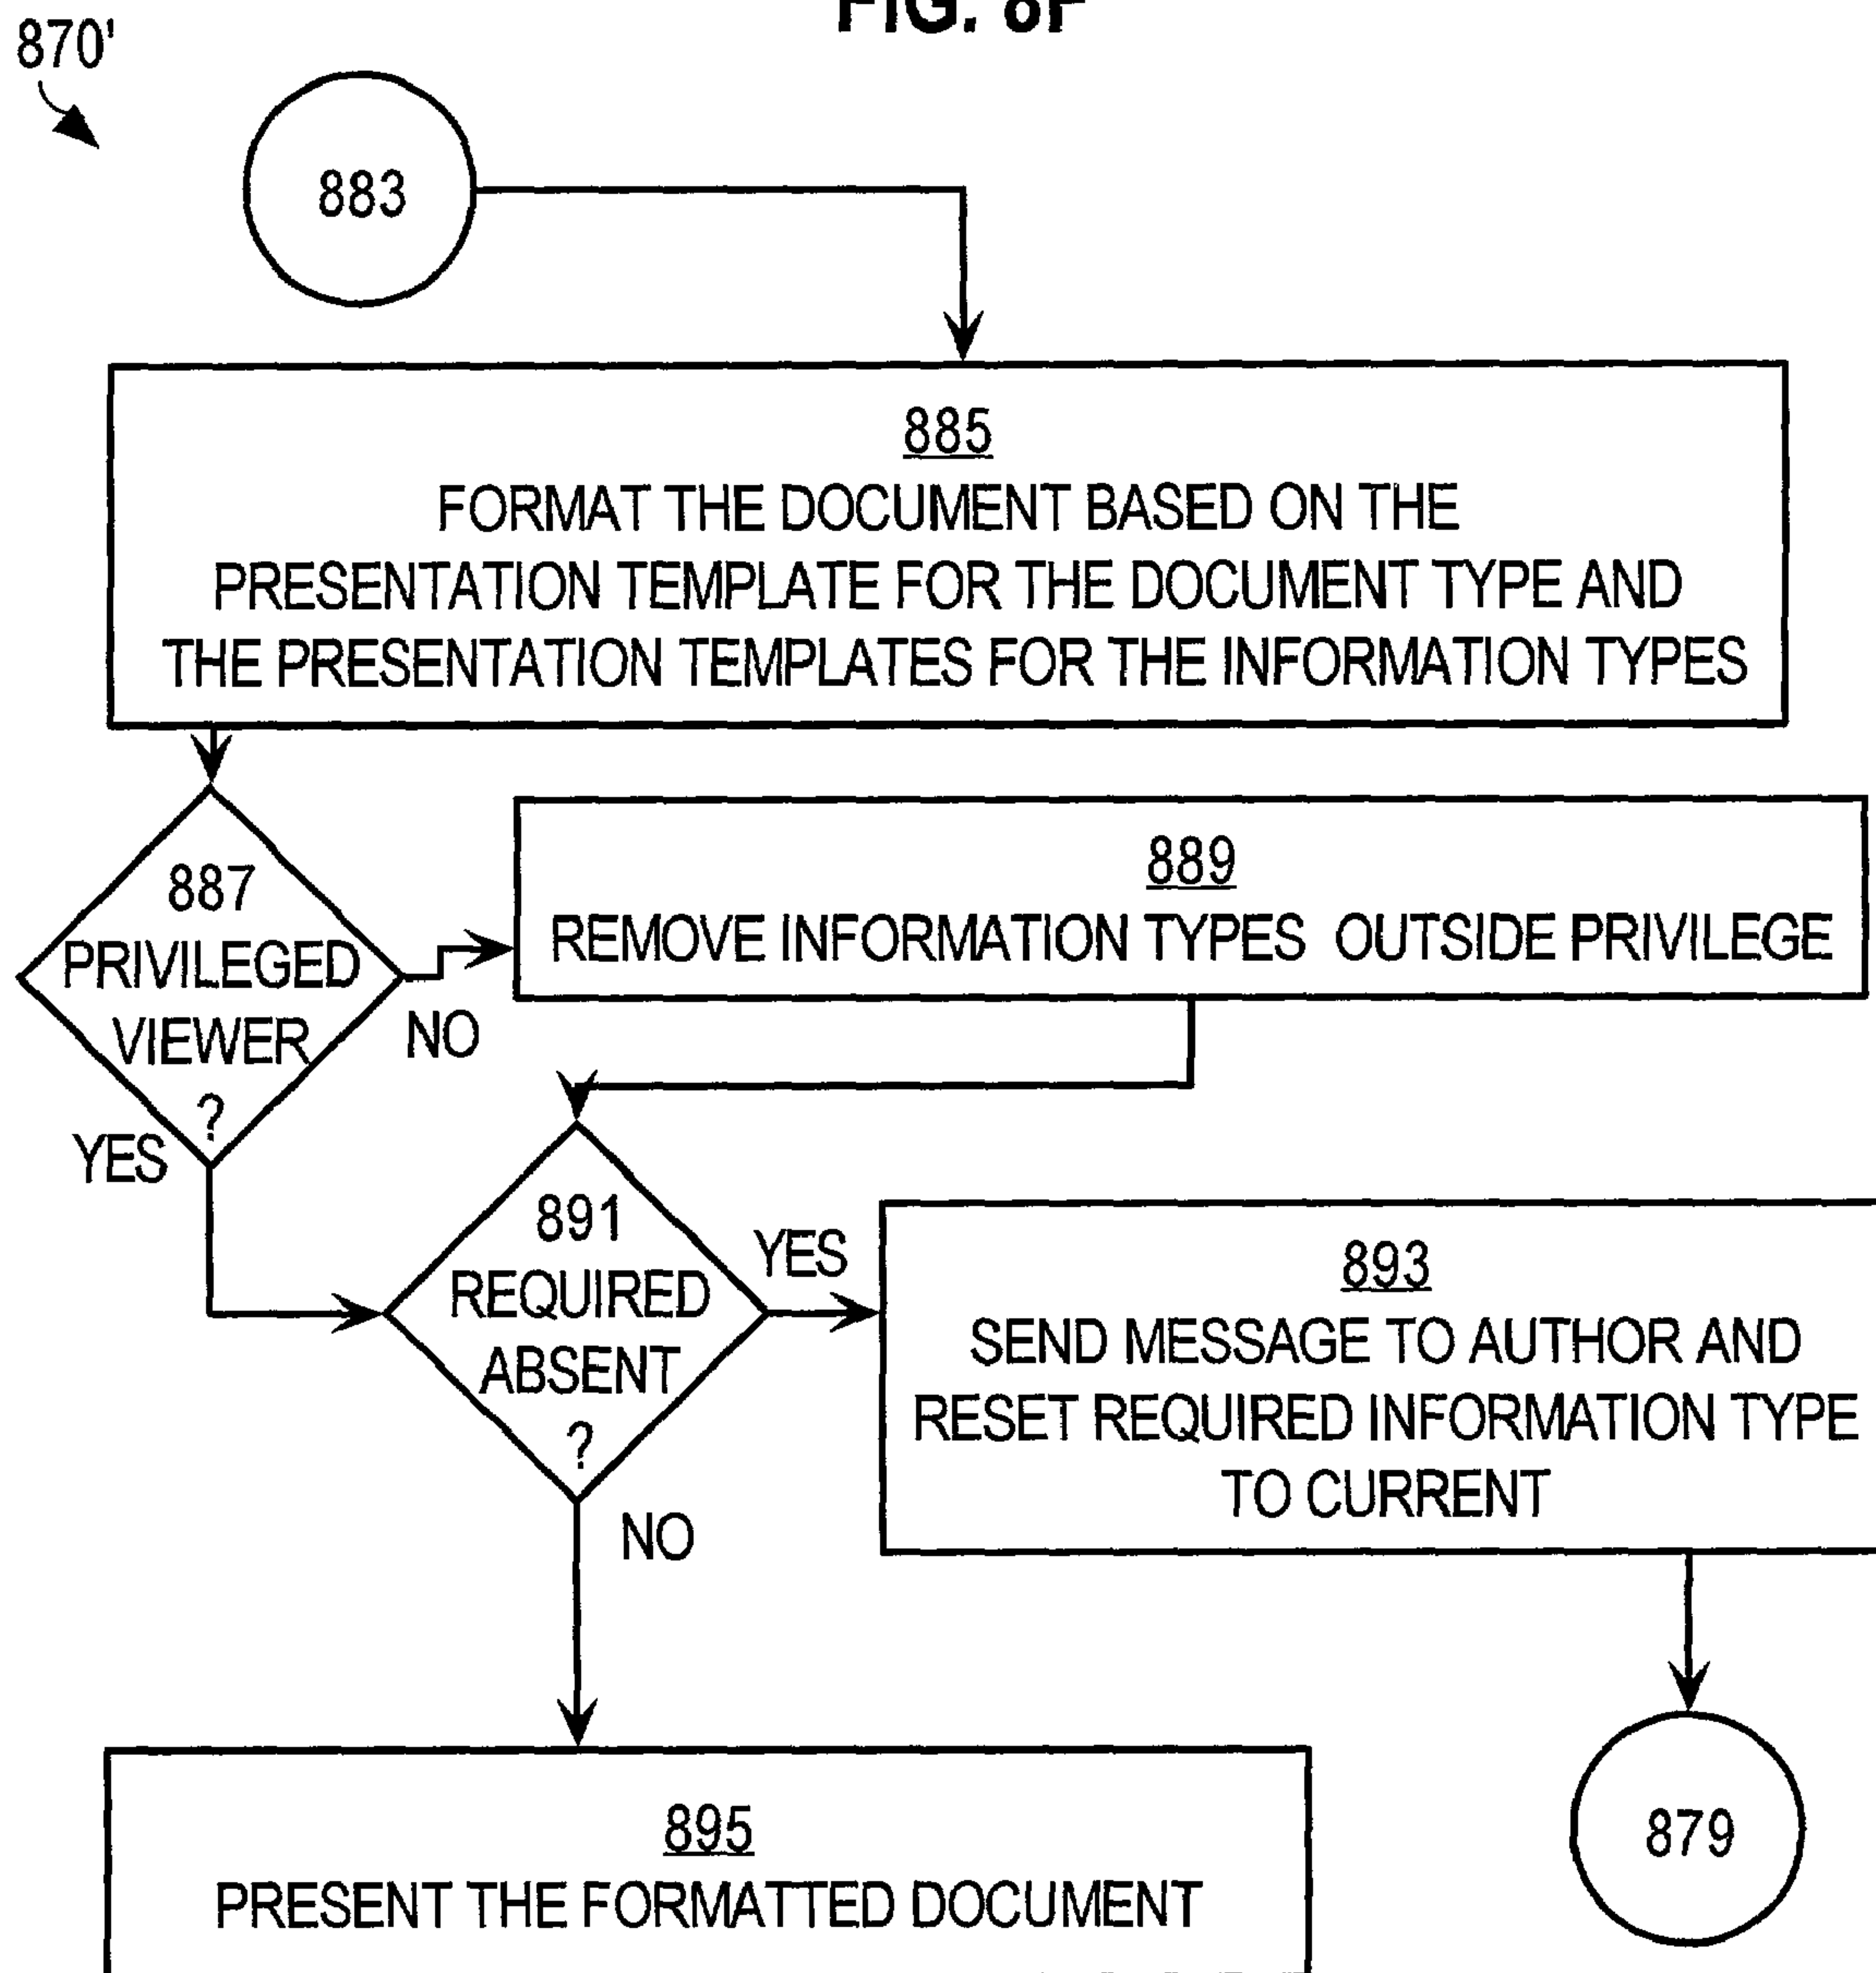 FIG. 8F
870'
883
885
FORMAT THE DOCUMENT BASED ON THE
PRESENTATION TEMPLATE FOR THE DOCUMENT TYPE AND
THE PRESENTATION TEMPLATES FOR THE INFORMATION TYPES
887
PRIVILEGED
VIEWER
?
NO
YES
889
REMOVE INFORMATION TYPES OUTSIDE PRIVILEGE
891
REQUIRED
ABSENT
?
YES
NO
893
SEND MESSAGE TO AUTHOR AND
RESET REQUIRED INFORMATION TYPE
TO CURRENT
895
PRESENT THE FORMATTED DOCUMENT
879